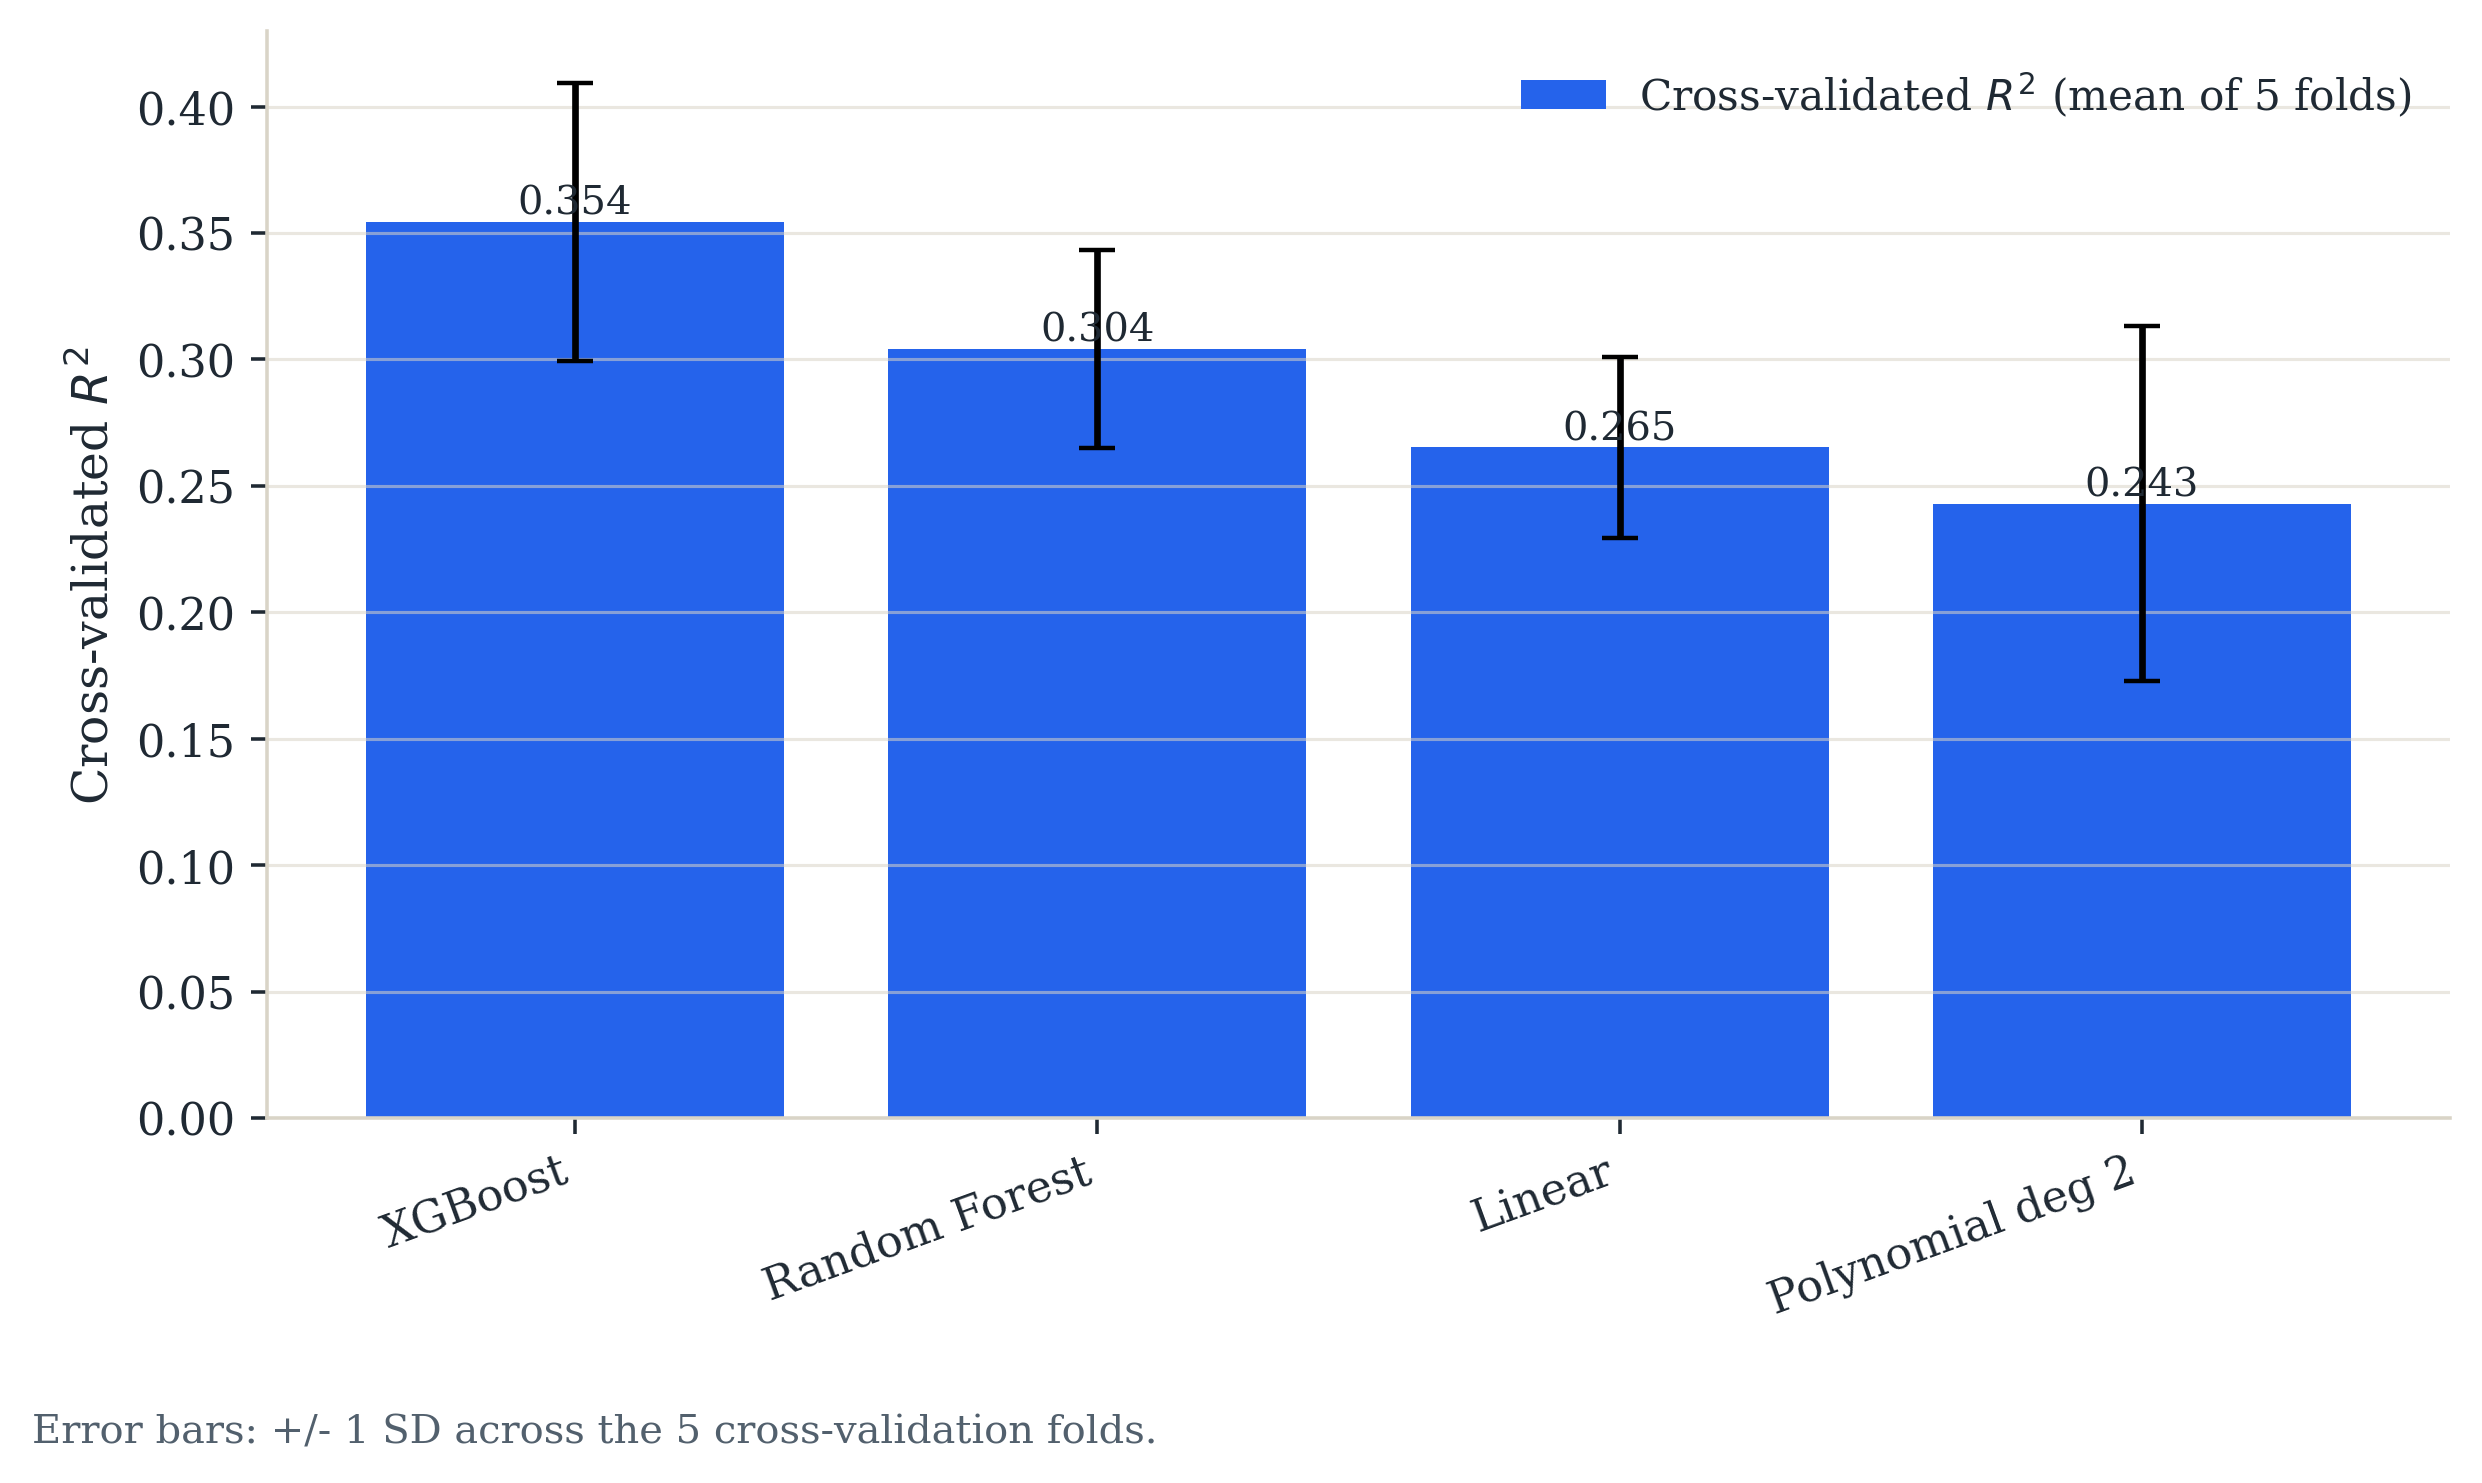 Cross-validated R² (mean of 5 folds)
Cross-validated R²
0.40
0.35
0.30
0.25
0.20
0.15
0.10
0.05
0.00
0.354
0.304
0.265
0.243
XGBoost
Random Forest
Linear
Polynomial deg 2
Error bars: +/- 1 SD across the 5 cross-validation folds.